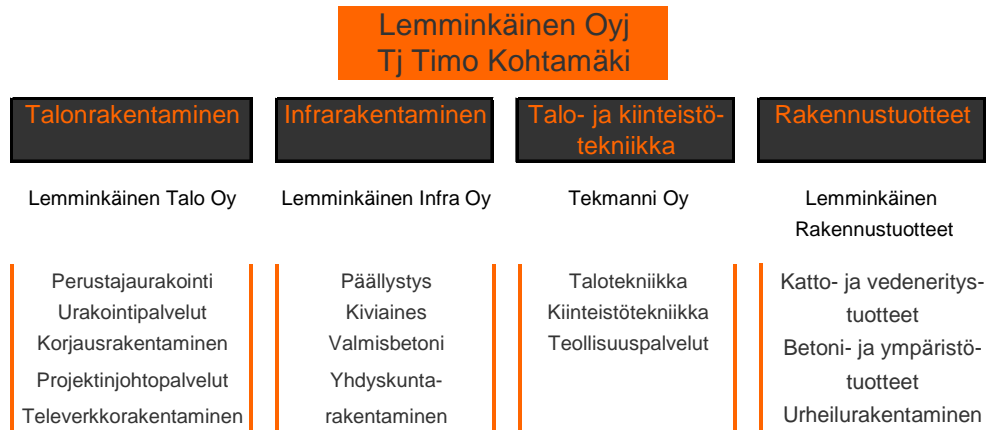 Lemminkäinen Oyj
Tj Timo Kohtamäki
Talonrakentaminen
Lemminkäinen Talo Oy
Perustajaurakointi
Urakointipalvelut
Korjausrakentaminen
Projektinjohtopalvelut
Televerkkorakentaminen
Infrarakentaminen
Lemminkäinen Infra Oy
Päällystys
Kiviaines
Valmisbetoni
Yhdyskunta-
rakentaminen
Talo- ja kiinteistö-
tekniikka
Tekmanni Oy
Talotekniikka
Kiinteistötekniikka
Teollisuuspalvelut
Rakennustuotteet
Lemminkäinen
Rakennustuotteet
Katto- ja vedeneritys-
tuotteet
Betoni- ja ympäristö-
tuotteet
Urheilurakentaminen